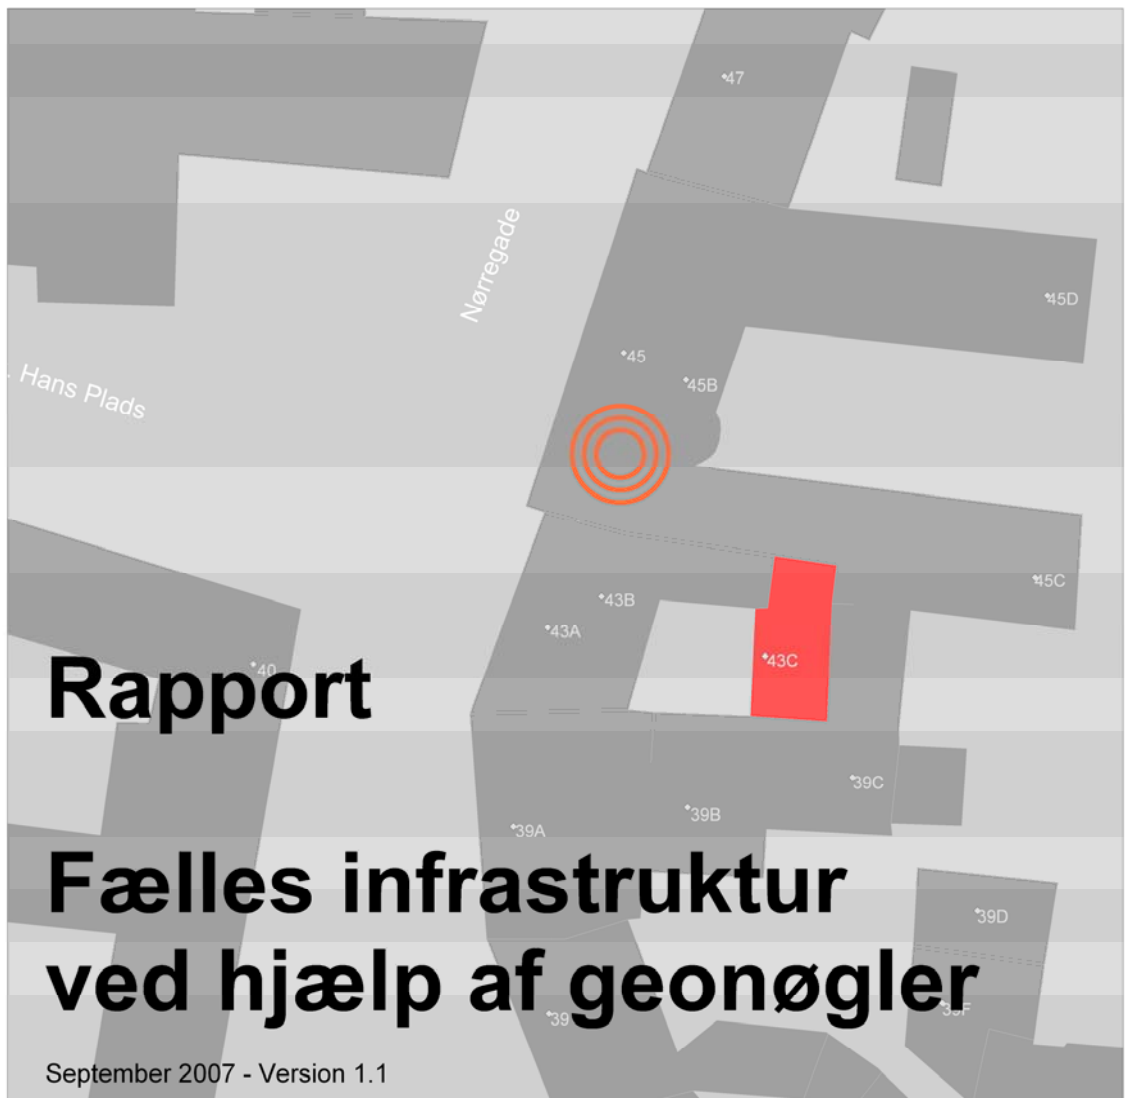 47
Nørregade
45D
45
45B
. Hans Plads
45C
43B
43A
43C
40
Rapport
39C
39B
39A
Fælles infrastruktur
39D
ved hjælp af geonøgler
39F
39
September 2007 - Version 1.1